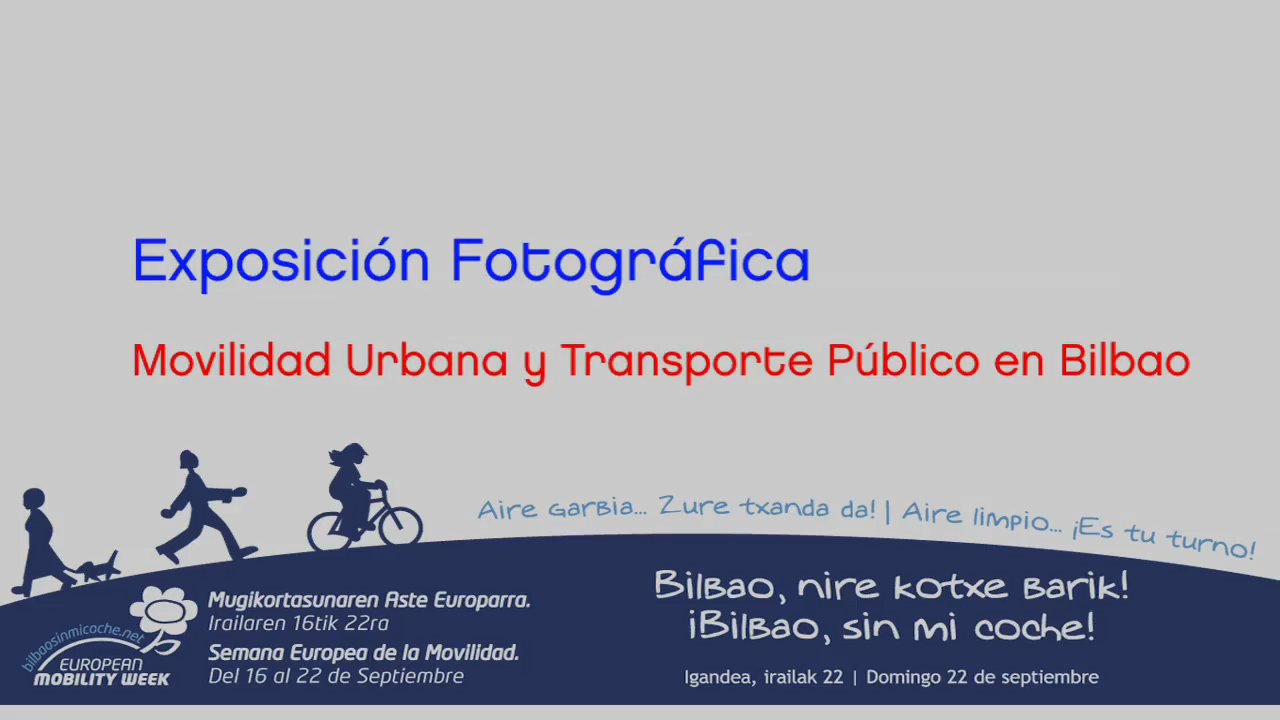 Exposición Fotográfica
Movilidad Urbana y Transporte Público en Bilbao
Aire garbia... Zure txanda da! | Aire limpio... ¡Es tu turno!
Bilbao, nire kotxe barik!
¡Bilbao, sin mi coche!
Igandea, irailak 22 | Domingo 22 de septiembre
Mugikortasunaren Aste Europarra.
Irailaren 16tik 22ra
Semana Europea de la Movilidad.
Del 16 al 22 de Septiembre
bilbaosinmicoche.net
EUROPEAN
MOBILITY WEEK